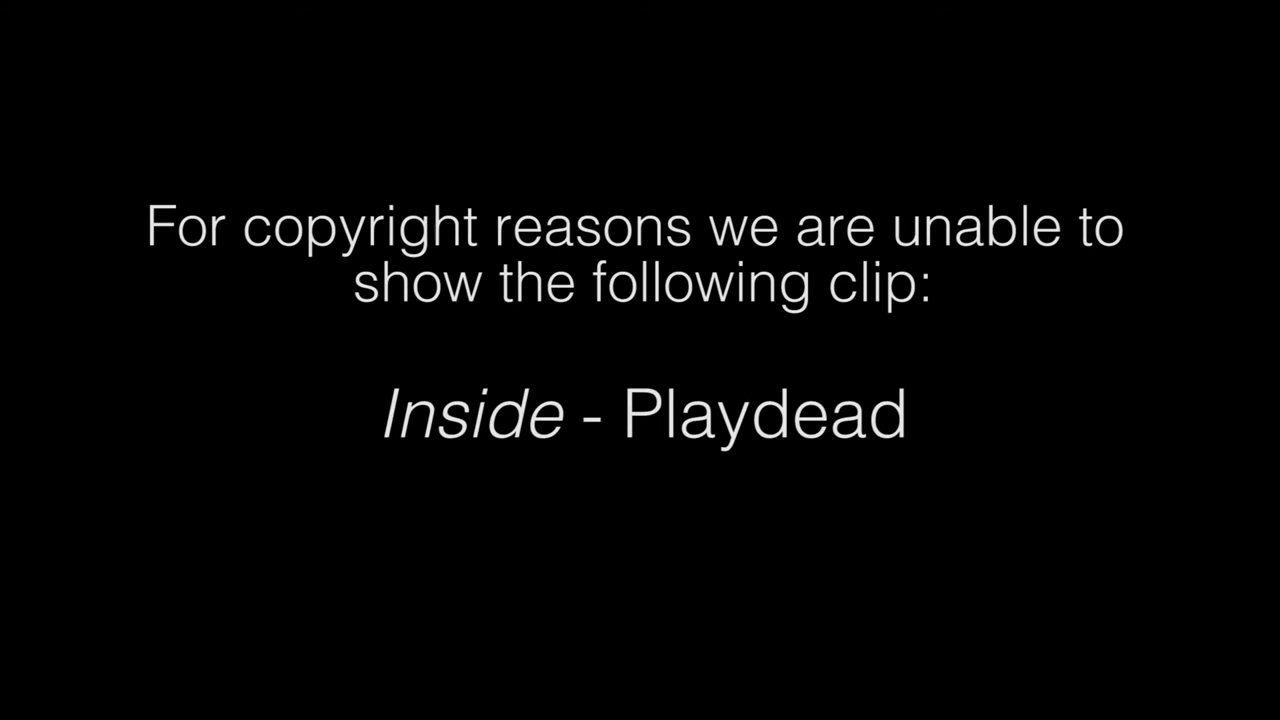 For copyright reasons we are unable to
show the following clip:
Inside - Playdead